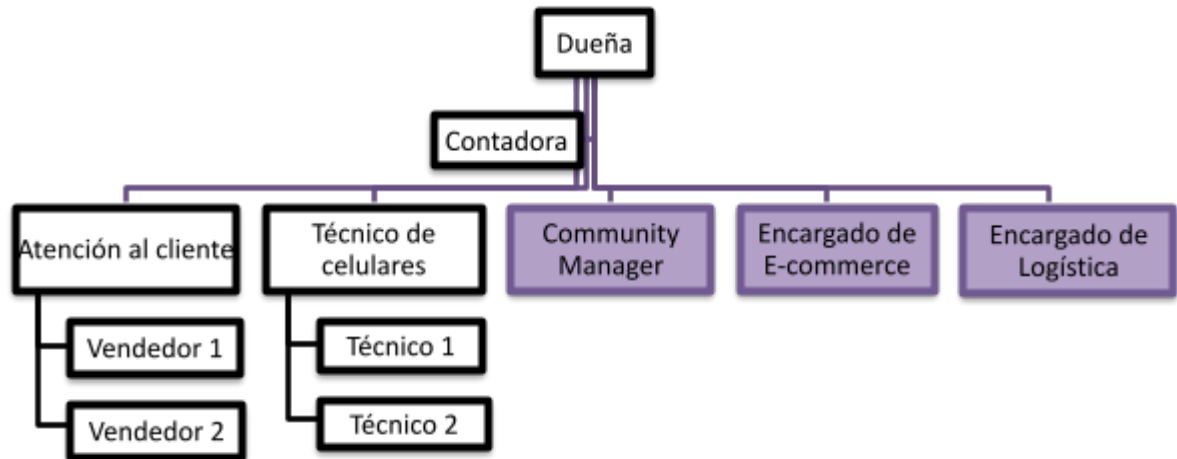 Dueña
Contadora
Atención al cliente
Técnico de
celulares
Community
Manager
Encargado de
E-commerce
Encargado de
Logística
Vendedor 1
Técnico 1
Vendedor 2
Técnico 2